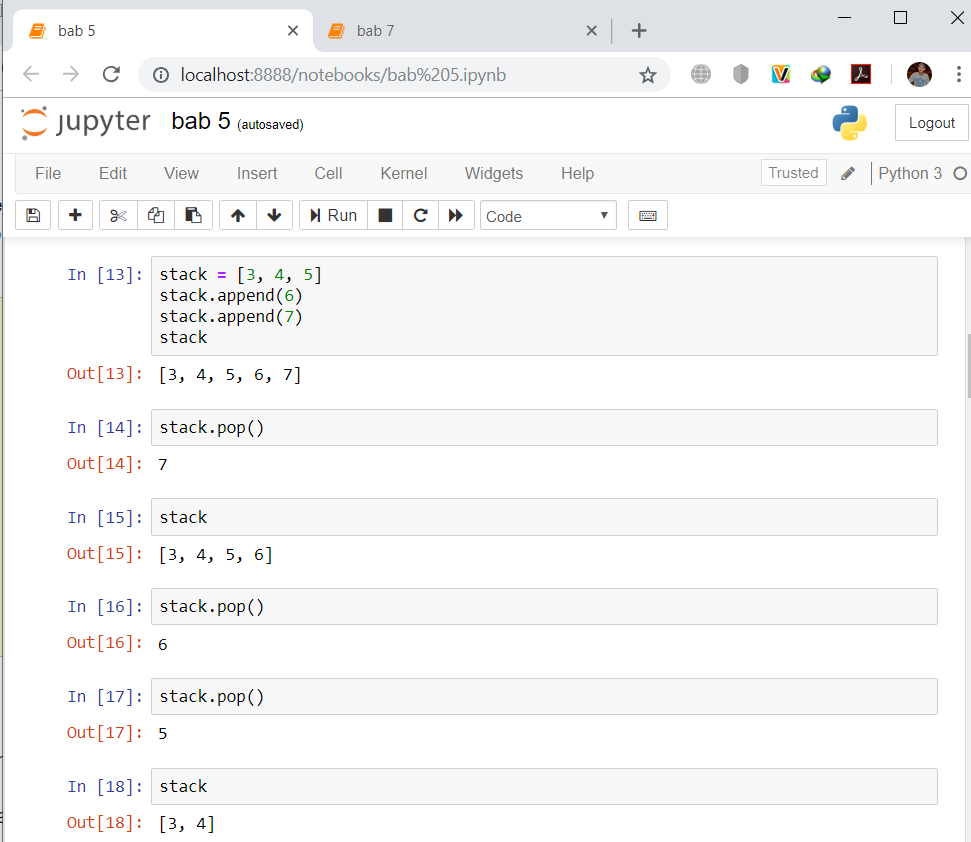 bab 5
bab 7
localhost:8888/notebooks/bab%205.ipynb
jupyter bab 5 (autosaved)
Logout
File Edit View Insert Cell Kernel Widgets Help Trusted Python 3
Run Code
In [13]: stack = [3, 4, 5]
stack.append(6)
stack.append(7)
stack
Out[13]: [3, 4, 5, 6, 7]
In [14]: stack.pop()
Out[14]: 7
In [15]: stack
Out[15]: [3, 4, 5, 6]
In [16]: stack.pop()
Out[16]: 6
In [17]: stack.pop()
Out[17]: 5
In [18]: stack
Out[18]: [3, 4]